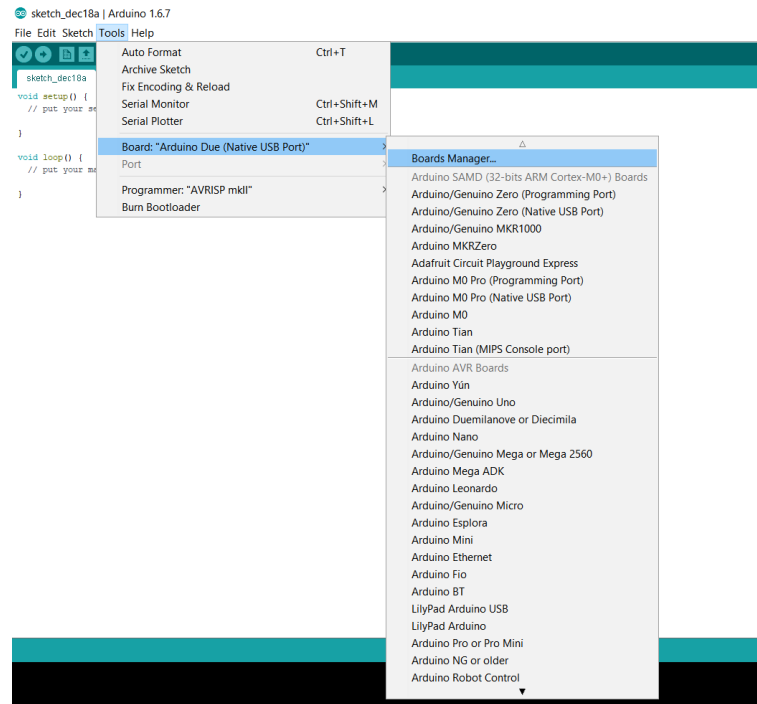 sketch_dec18a | Arduino 1.6.7
File Edit Sketch Tools Help
sketch_dec18a
void setup() {
// put your se
}
void loop() {
// put your ma
}
Auto Format Ctrl+T
Archive Sketch
Fix Encoding & Reload
Serial Monitor Ctrl+Shift+M
Serial Plotter Ctrl+Shift+L
Board: "Arduino Due (Native USB Port)"
Port
Programmer: "AVRISP mkII"
Burn Bootloader
Boards Manager...
Arduino SAMD (32-bits ARM Cortex-M0+) Boards
Arduino/Genuino Zero (Programming Port)
Arduino/Genuino Zero (Native USB Port)
Arduino/Genuino MKR1000
Arduino MKRZero
Adafruit Circuit Playground Express
Arduino M0 Pro (Programming Port)
Arduino M0 Pro (Native USB Port)
Arduino M0
Arduino Tian
Arduino Tian (MIPS Console port)
Arduino AVR Boards
Arduino Yún
Arduino/Genuino Uno
Arduino Duemilanove or Diecimila
Arduino Nano
Arduino/Genuino Mega or Mega 2560
Arduino Mega ADK
Arduino Leonardo
Arduino/Genuino Micro
Arduino Esplora
Arduino Mini
Arduino Ethernet
Arduino Fio
Arduino BT
LilyPad Arduino USB
LilyPad Arduino
Arduino Pro or Pro Mini
Arduino NG or older
Arduino Robot Control